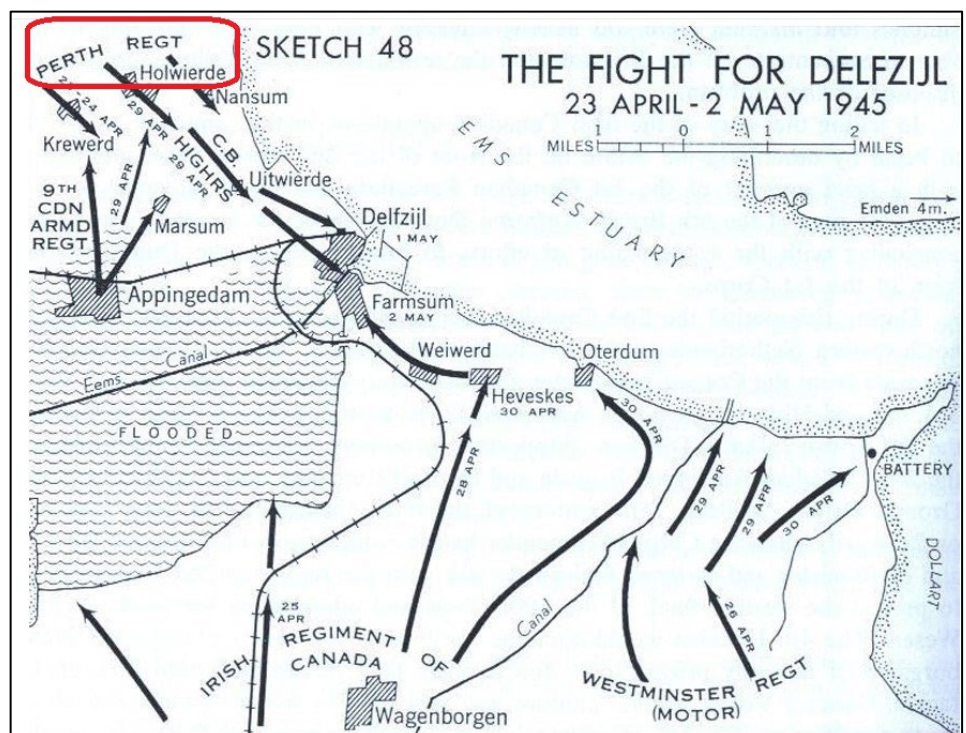 PERTH REGT
SKETCH 48
THE FIGHT FOR DELFZIJL
23 APRIL - 2 MAY 1945
MILES 1 0 1 2 MILES
Holwierde
Nansum
24 APR
29 APR
Krewerd
C.B. HIGHRS
29 APR
Uitwierde
EMS ESTUARY
Emden 4m.
9TH
CDN
ARMD
REGT
29 APR
Marsum
Delfzijl
1 MAY
Appingedam
Farmsum
2 MAY
Eems Canal
Weiwerd
Oterdum
Heveskes
30 APR
FLOODED
30 APR
28 APR
29 APR
29 APR
30 APR
BATTERY
DOLLART
25
APR
Canal
26 APR
IRISH REGIMENT OF
CANADA
WESTMINSTER REGT
(MOTOR)
Wagenborgen